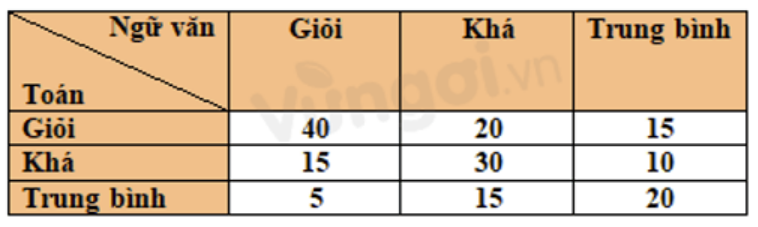 Ngữ văn Giỏi Khá Trung bình
Toán
Giỏi 40 20 15
Khá 15 30 10
Trung bình 5 15 20
Vungoi.vn